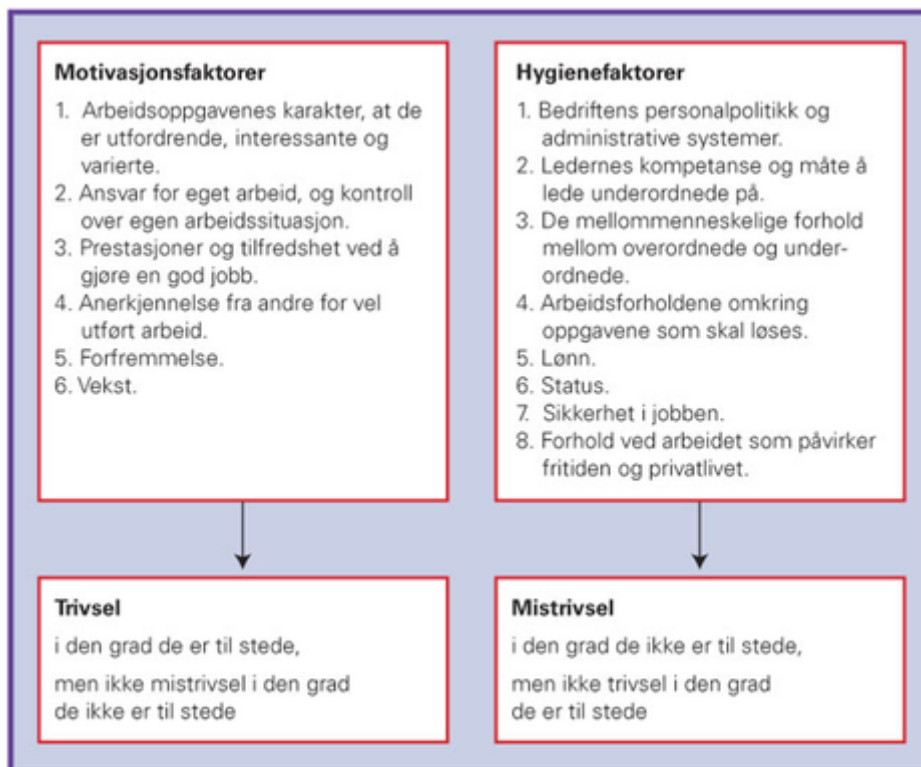 Motivasjonsfaktorer
1. Arbeidsoppgavenes karakter, at de
er utfordrende, interessante og
varierte.
2. Ansvar for eget arbeid, og kontroll
over egen arbeidssituasjon.
3. Prestasjoner og tilfredshet ved å
gjøre en god jobb.
4. Anerkjennelse fra andre for vel
utført arbeid.
5. Forfremmelse.
6. Vekst.
Hygienefaktorer
1. Bedriftens personalpolitikk og
administrative systemer.
2. Ledernes kompetanse og måte å
lede underordnede på.
3. De mellommenneskelige forhold
mellom overordnede og under-
ordnede.
4. Arbeidsforholdene omkring
oppgavene som skal løses.
5. Lønn.
6. Status.
7. Sikkerhet i jobben.
8. Forhold ved arbeidet som påvirker
fritiden og privatlivet.
Trivsel
i den grad de er til stede,
men ikke mistrivsel i den grad
de ikke er til stede
Mistrivsel
i den grad de ikke er til stede,
men ikke trivsel i den grad
de er til stede